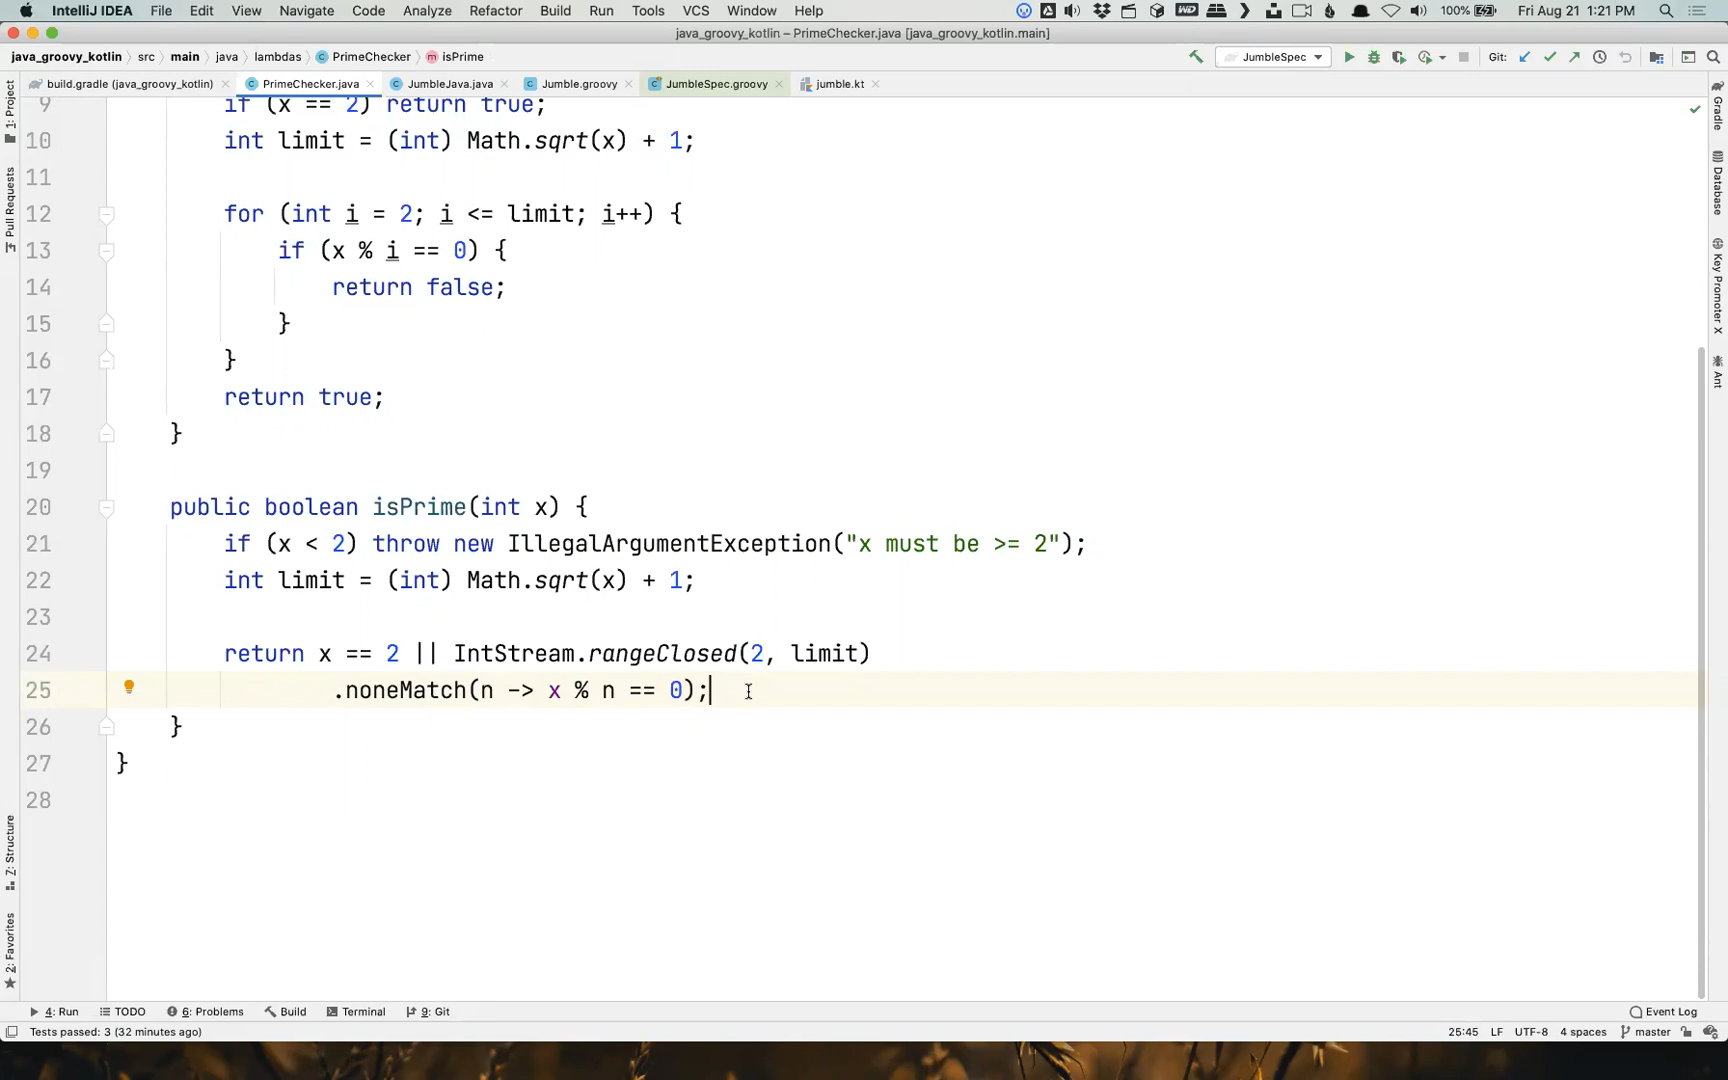 IntelliJ IDEA File Edit View Navigate Code Analyze Refactor Build Run Tools VCS Window Help 100% Fri Aug 21 1:21 PM
java_groovy_kotlin – PrimeChecker.java [java_groovy_kotlin.main]
java_groovy_kotlin src main java lambdas PrimeChecker isPrime JumbleSpec Git:
build.gradle (java_groovy_kotlin) PrimeChecker.java JumbleJava.java Jumble.groovy JumbleSpec.groovy jumble.kt
9 if (x == 2) return true;
10 int limit = (int) Math.sqrt(x) + 1;
11
12 for (int i = 2; i <= limit; i++) {
13 if (x % i == 0) {
14 return false;
15 }
16 }
17 return true;
18 }
19
20 public boolean isPrime(int x) {
21 if (x < 2) throw new IllegalArgumentException("x must be >= 2");
22 int limit = (int) Math.sqrt(x) + 1;
23
24 return x == 2 || IntStream.rangeClosed(2, limit)
25 .noneMatch(n -> x % n == 0);
26 }
27 }
28
1: Project
Pull Requests
Z: Structure
2: Favorites
Gradle
Database
Key Promoter X
Ant
4: Run TODO 6: Problems Build Terminal 9: Git Event Log
Tests passed: 3 (32 minutes ago) 25:45 LF UTF-8 4 spaces master